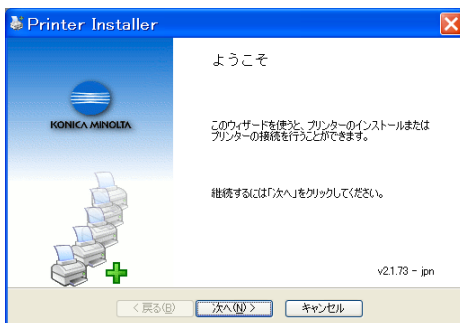 Printer Installer
ようこそ
KONICA MINOLTA
このウィザードを使うと、プリンターのインストールまたは
プリンターの接続を行うことができます。
継続するには「次へ」をクリックしてください。
v2.1.73 - jpn
< 戻る(B)
次へ(N) >
キャンセル